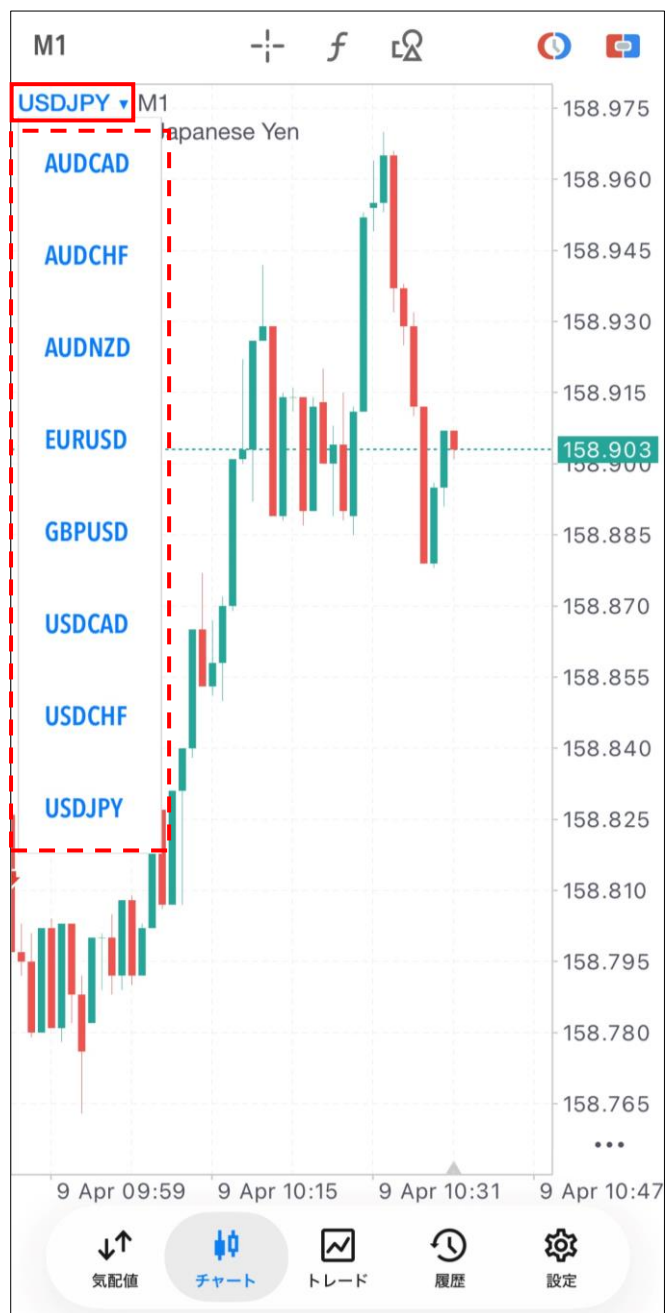 M1
USDJPY ▾ M1
Japanese Yen
AUDCAD
AUDCHF
AUDNZD
EURUSD
GBPUSD
USDCAD
USDCHF
USDJPY
158.975
158.960
158.945
158.930
158.915
158.903
158.900
158.885
158.870
158.855
158.840
158.825
158.810
158.795
158.780
158.765
9 Apr 09:59 9 Apr 10:15 9 Apr 10:31 9 Apr 10:47
気配値 チャート トレード 履歴 設定